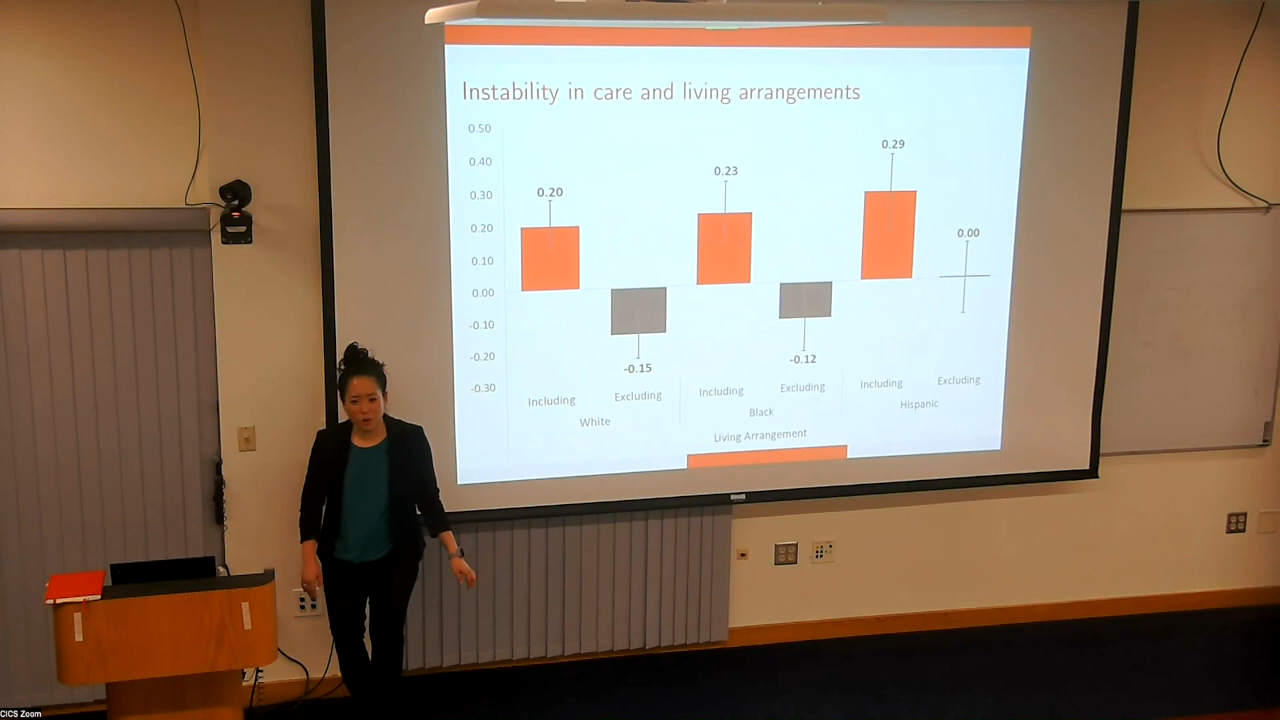 Instability in care and living arrangements
0.50
0.40
0.30
0.20
0.10
0.00
-0.10
-0.20
-0.30
0.20
-0.15
0.23
-0.12
0.29
0.00
Including
Excluding
Including
Excluding
Including
Excluding
White
Black
Hispanic
Living Arrangement
CICS Zoom